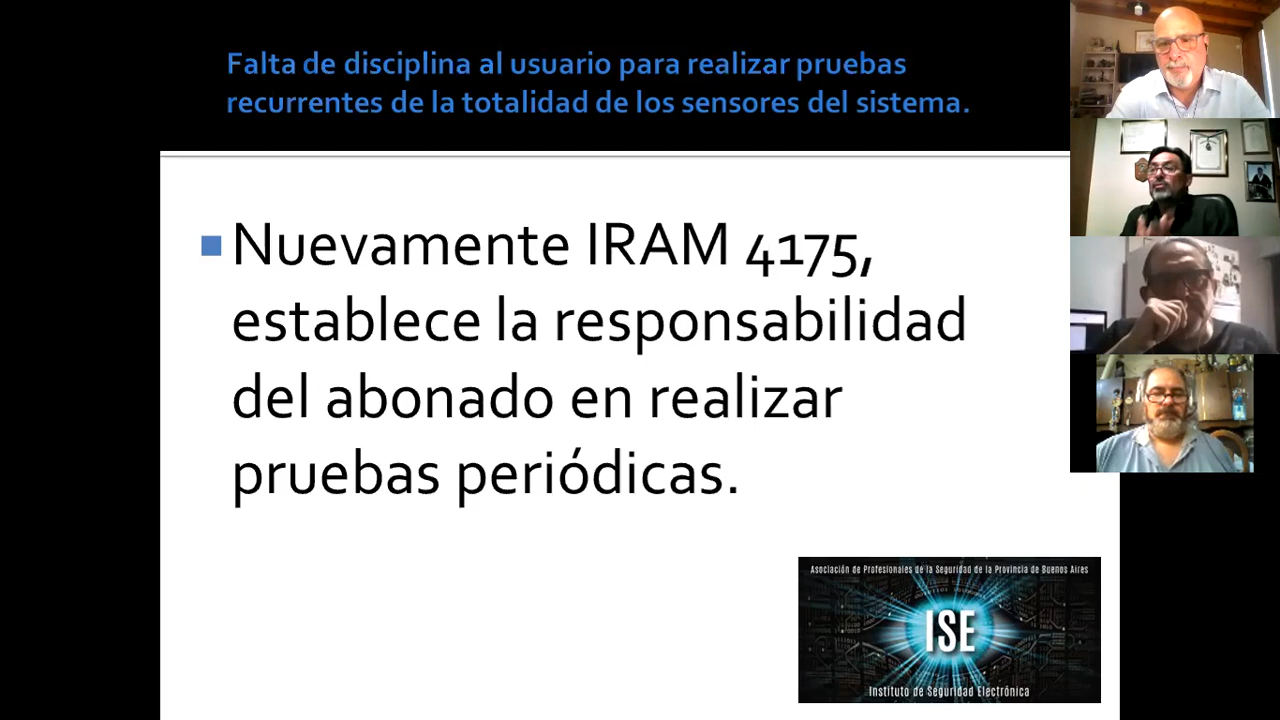 Falta de disciplina al usuario para realizar pruebas
recurrentes de la totalidad de los sensores del sistema.
Nuevamente IRAM 4175,
establece la responsabilidad
del abonado en realizar
pruebas periódicas.
Asociación de Profesionales de la Seguridad de la Provincia de Buenos Aires
ISE
Instituto de Seguridad Electrónica